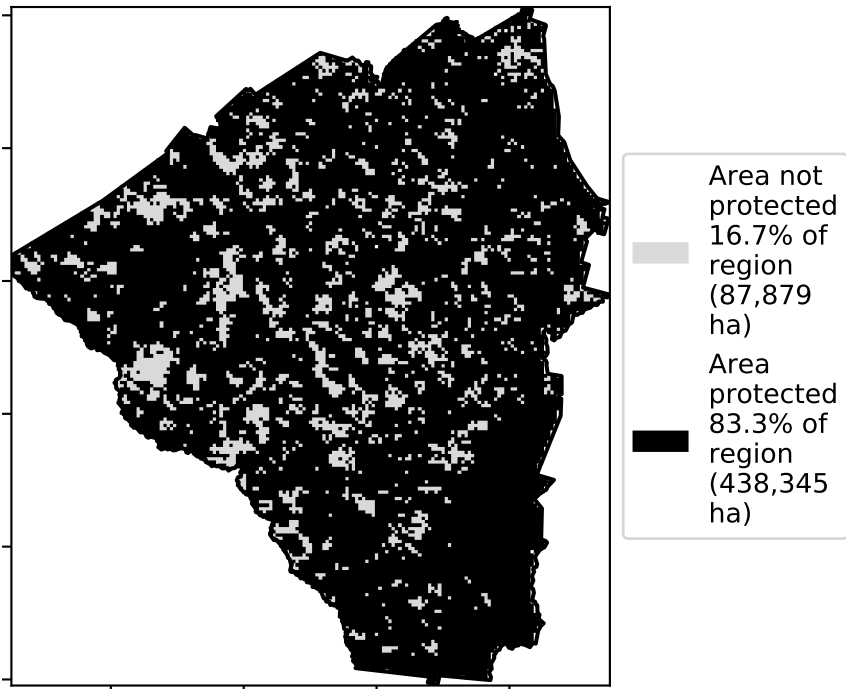 Area not
protected
16.7% of
region
(87,879
ha)
Area
protected
83.3% of
region
(438,345
ha)